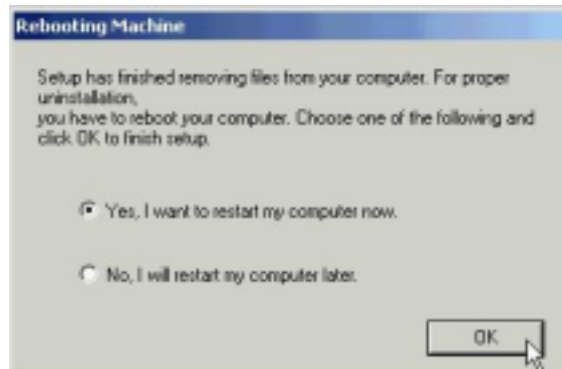 Rebooting Machine
Setup has finished removing files from your computer. For proper
uninstallation,
you have to reboot your computer. Choose one of the following and
click OK to finish setup.
Yes, I want to restart my computer now.
No, I will restart my computer later.
OK